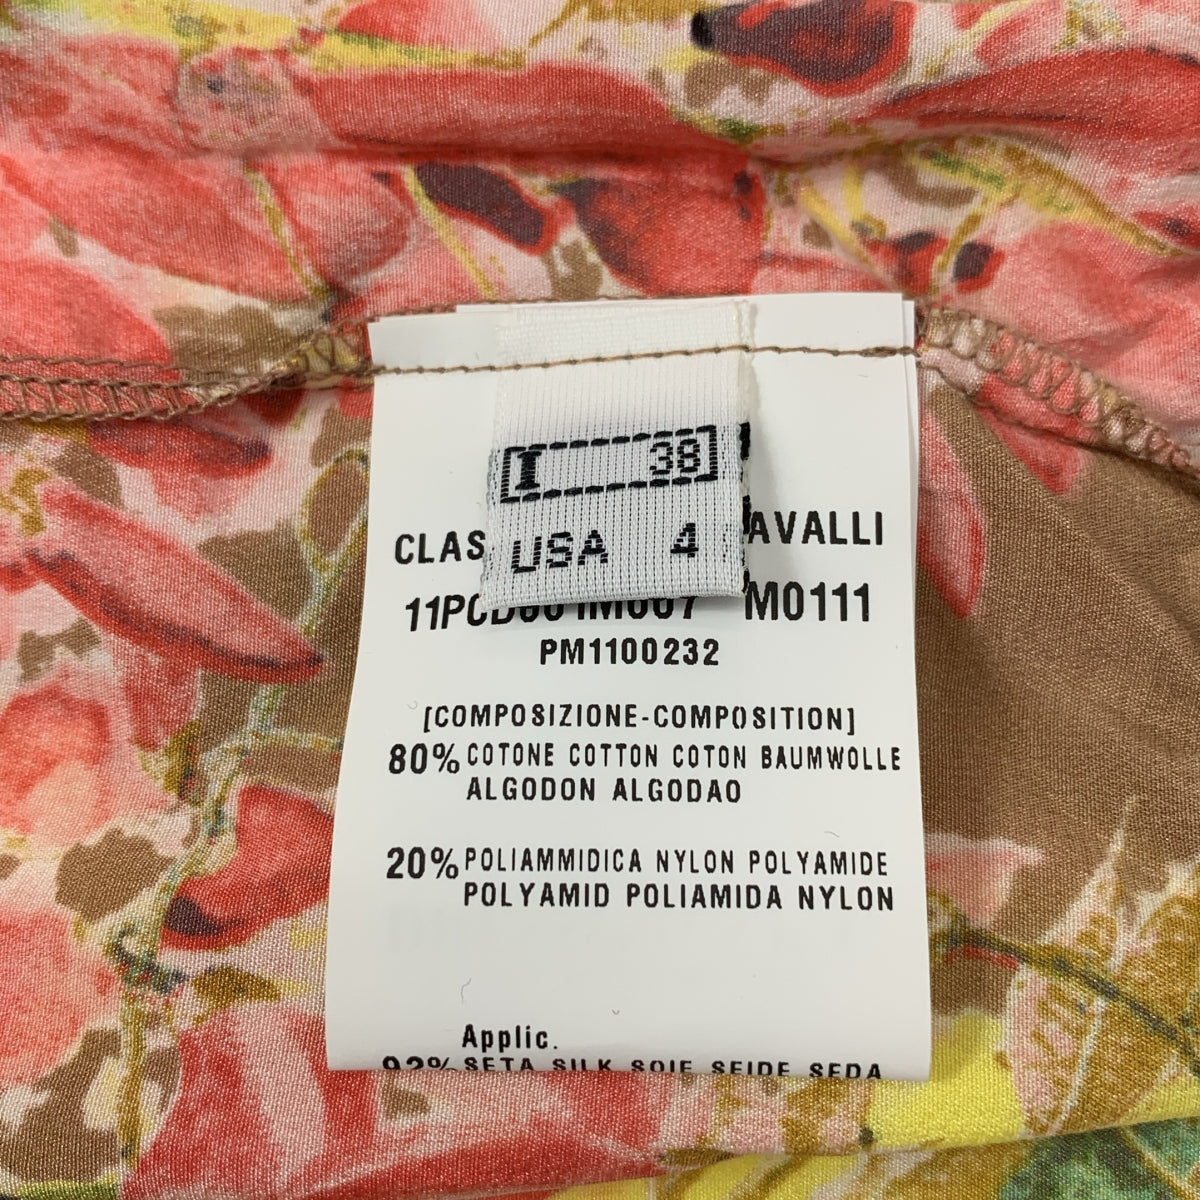 I 38
USA 4
CLAS AVALLI
M0111
PM1100232
[COMPOSIZIONE-COMPOSITION]
80% COTONE COTTON COTON BAUMWOLLE
ALGODON ALGODAO
20% POLIAMMIDICA NYLON POLYAMIDE
POLYAMID POLIAMIDA NYLON
Applic.
92% SETA SILK SOIE SEIDE SEDA